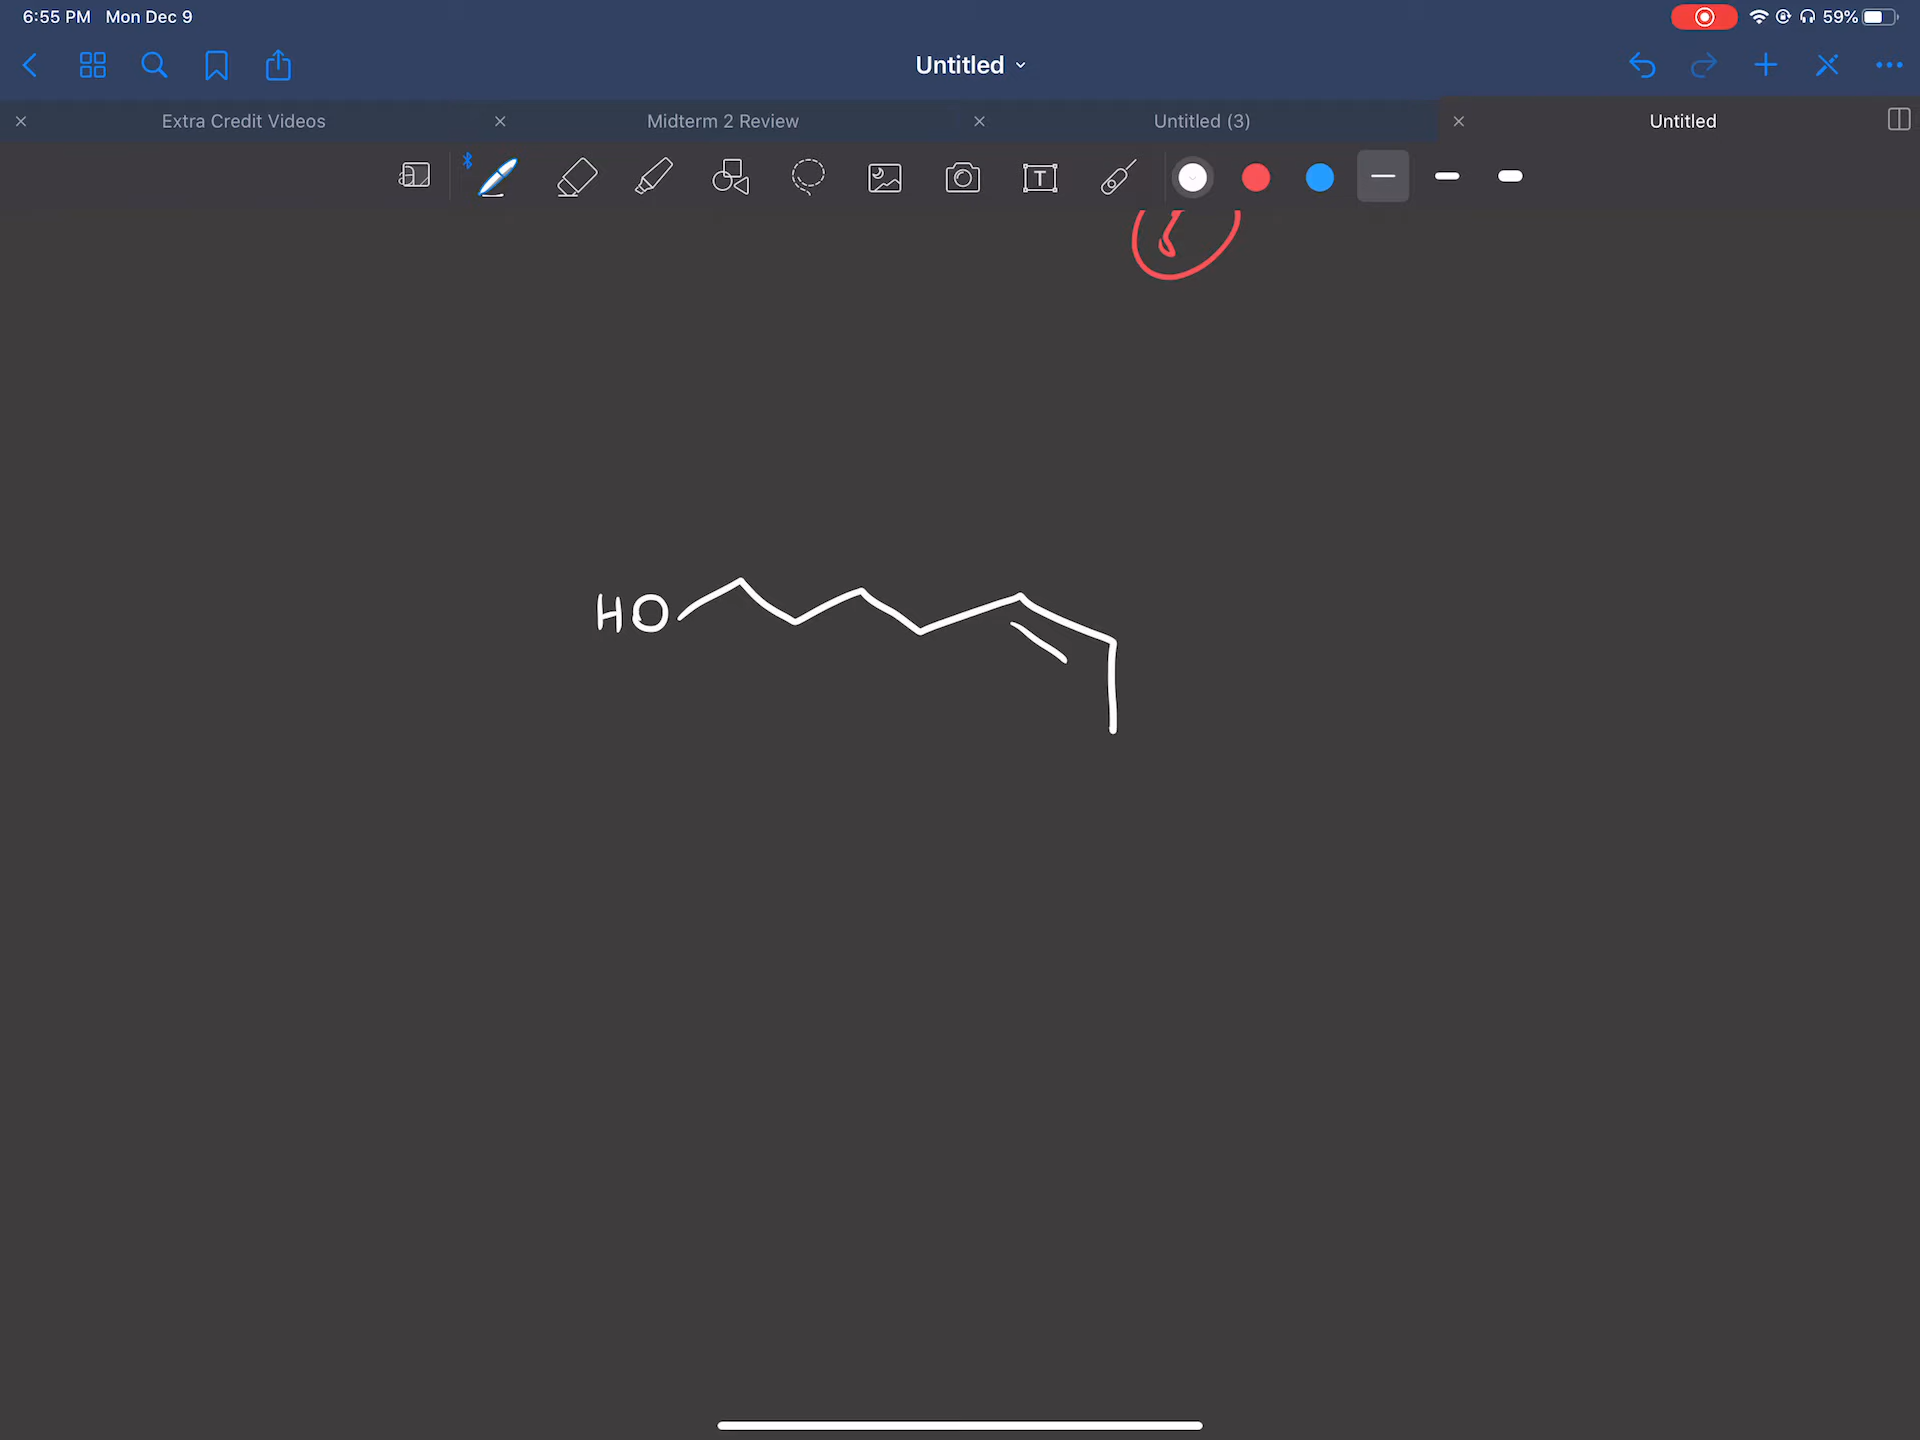 6:55 PM Mon Dec 9
59%
Untitled
Extra Credit Videos
Midterm 2 Review
Untitled (3)
Untitled
T
HO